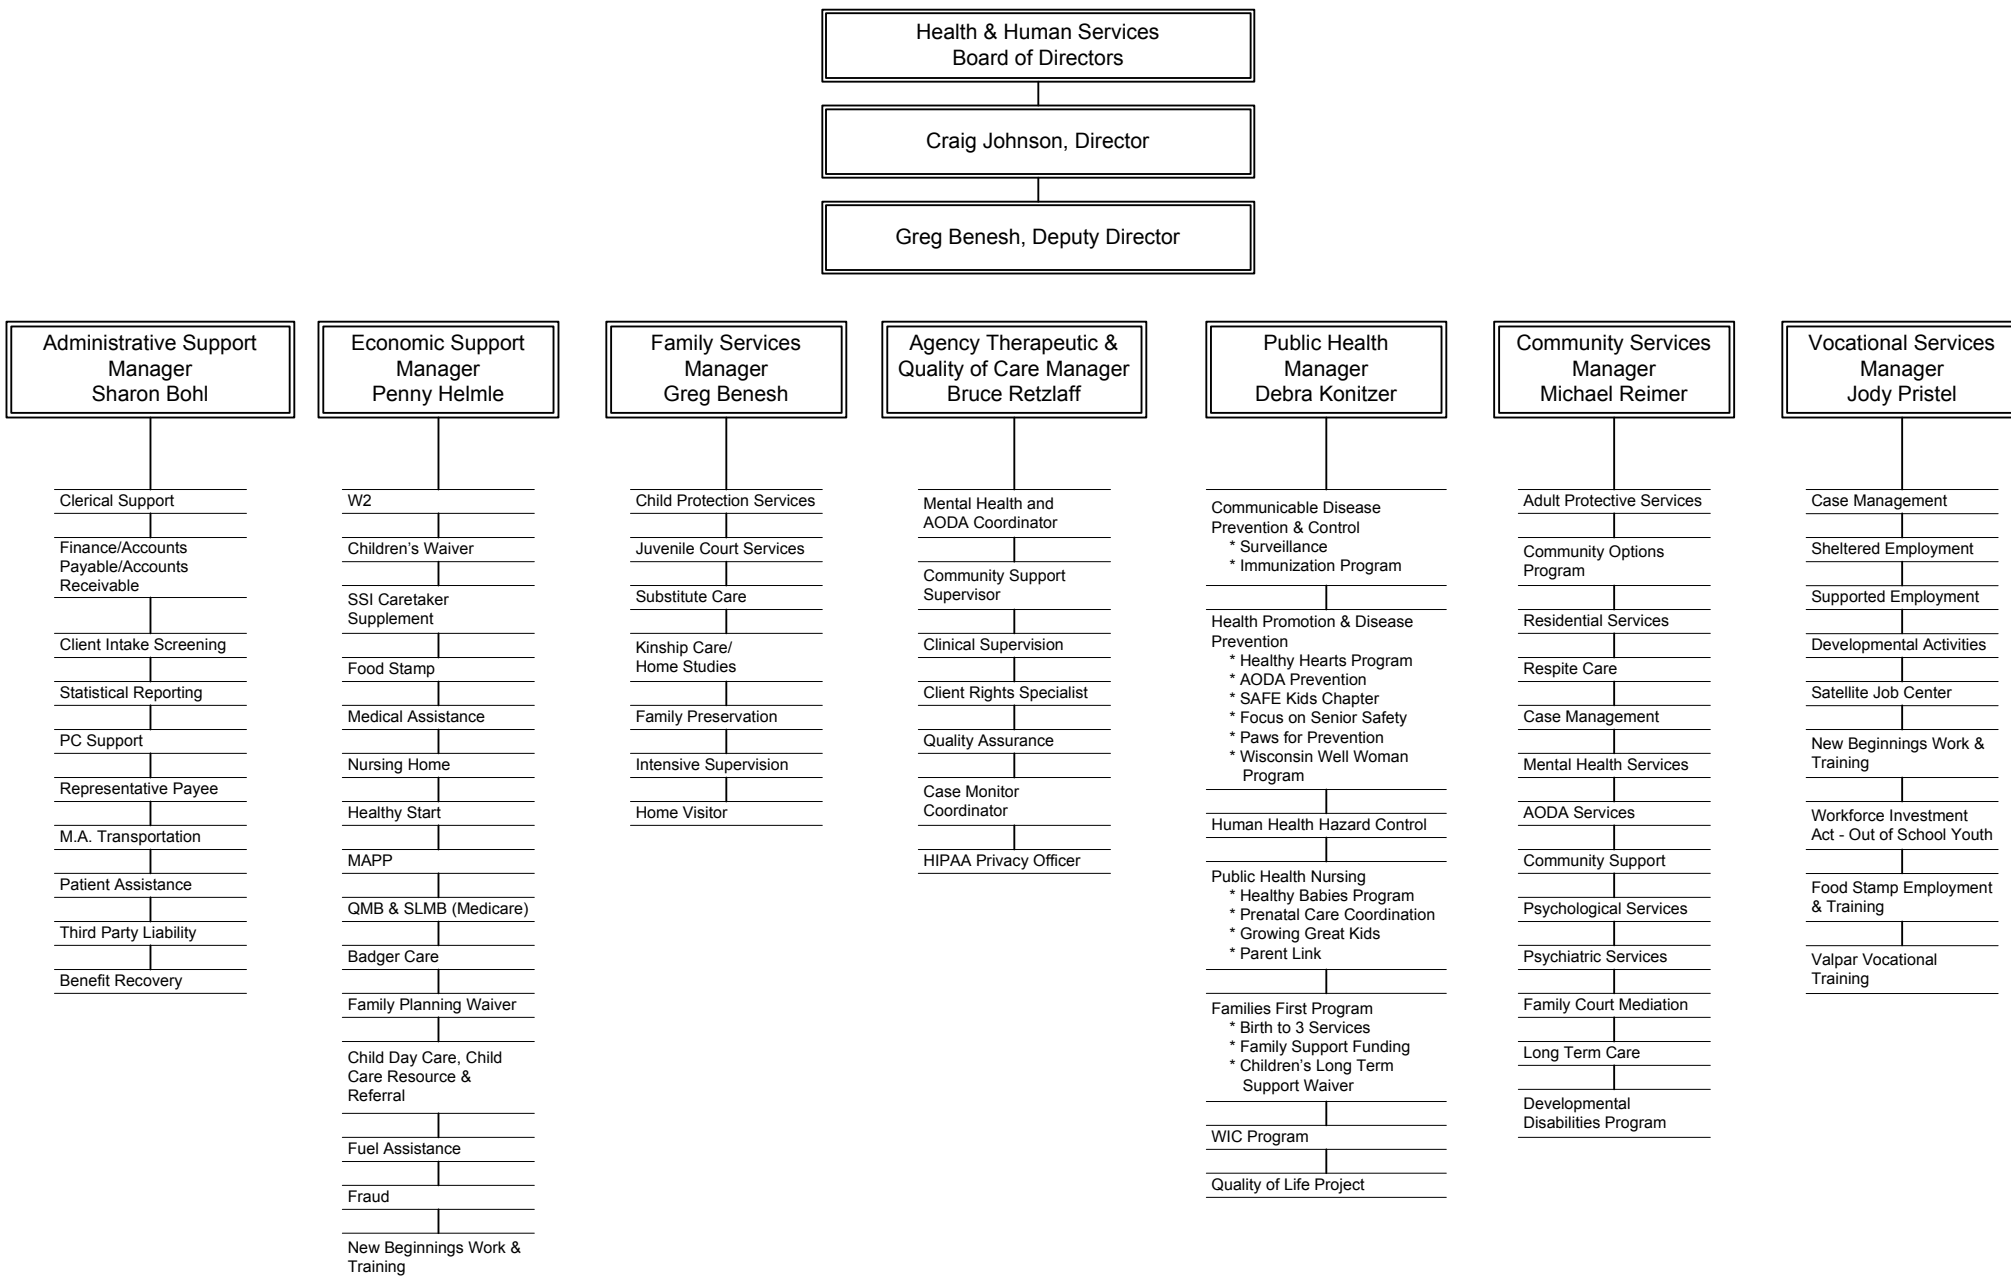 Health & Human Services
Board of Directors
Craig Johnson, Director
Greg Benesh, Deputy Director
Administrative Support
Manager
Sharon Bohl
Clerical Support
Finance/Accounts
Payable/Accounts
Receivable
Client Intake Screening
Statistical Reporting
PC Support
Representative Payee
M.A. Transportation
Patient Assistance
Third Party Liability
Benefit Recovery
Economic Support
Manager
Penny Helmle
W2
Children’s Waiver
SSI Caretaker
Supplement
Food Stamp
Medical Assistance
Nursing Home
Healthy Start
MAPP
QMB & SLMB (Medicare)
Badger Care
Family Planning Waiver
Child Day Care, Child
Care Resource &
Referral
Fuel Assistance
Fraud
New Beginnings Work &
Training
Family Services
Manager
Greg Benesh
Child Protection Services
Juvenile Court Services
Substitute Care
Kinship Care/
Home Studies
Family Preservation
Intensive Supervision
Home Visitor
Agency Therapeutic &
Quality of Care Manager
Bruce Retzlaff
Mental Health and
AODA Coordinator
Community Support
Supervisor
Clinical Supervision
Client Rights Specialist
Quality Assurance
Case Monitor
Coordinator
HIPAA Privacy Officer
Public Health
Manager
Debra Konitzer
Communicable Disease
Prevention & Control
* Surveillance
* Immunization Program
Health Promotion & Disease
Prevention
* Healthy Hearts Program
* AODA Prevention
* SAFE Kids Chapter
* Focus on Senior Safety
* Paws for Prevention
* Wisconsin Well Woman
Program
Human Health Hazard Control
Public Health Nursing
* Healthy Babies Program
* Prenatal Care Coordination
* Growing Great Kids
* Parent Link
Families First Program
* Birth to 3 Services
* Family Support Funding
* Children’s Long Term
Support Waiver
WIC Program
Quality of Life Project
Community Services
Manager
Michael Reimer
Adult Protective Services
Community Options
Program
Residential Services
Respite Care
Case Management
Mental Health Services
AODA Services
Community Support
Psychological Services
Psychiatric Services
Family Court Mediation
Long Term Care
Developmental
Disabilities Program
Vocational Services
Manager
Jody Pristel
Case Management
Sheltered Employment
Supported Employment
Developmental Activities
Satellite Job Center
New Beginnings Work &
Training
Workforce Investment
Act - Out of School Youth
Food Stamp Employment
& Training
Valpar Vocational
Training